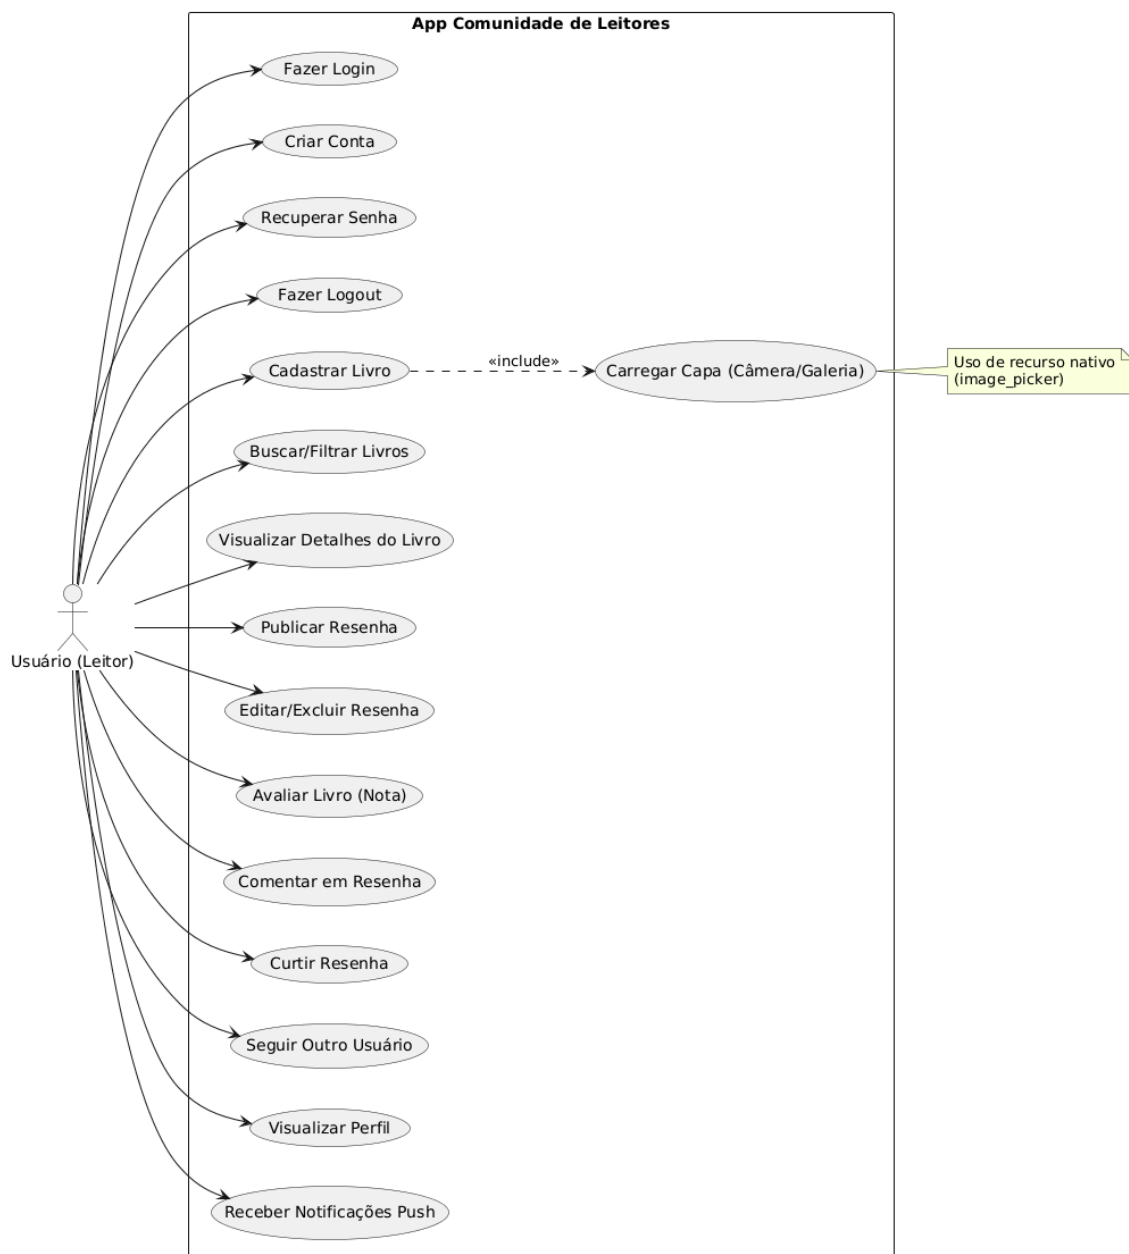 App Comunidade de Leitores
Fazer Login
Criar Conta
Recuperar Senha
Fazer Logout
Cadastrar Livro
«include»
Carregar Capa (Câmera/Galeria)
Uso de recurso nativo
(image_picker)
Buscar/Filtrar Livros
Visualizar Detalhes do Livro
Publicar Resenha
Usuário (Leitor)
Editar/Excluir Resenha
Avaliar Livro (Nota)
Comentar em Resenha
Curtir Resenha
Seguir Outro Usuário
Visualizar Perfil
Receber Notificações Push